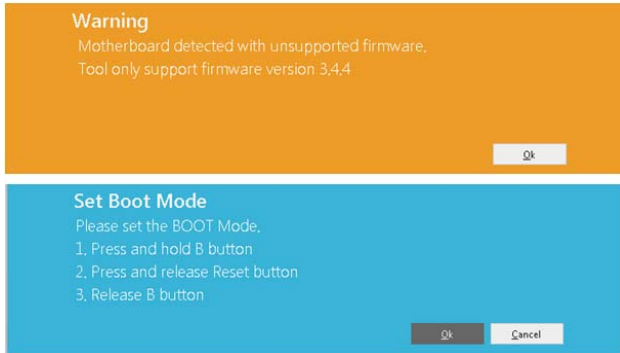 Warning
Motherboard detected with unsupported firmware.
Tool only support firmware version 3.4.4
Ok
Set Boot Mode
Please set the BOOT Mode.
1. Press and hold B button
2. Press and release Reset button
3. Release B button
Ok Cancel